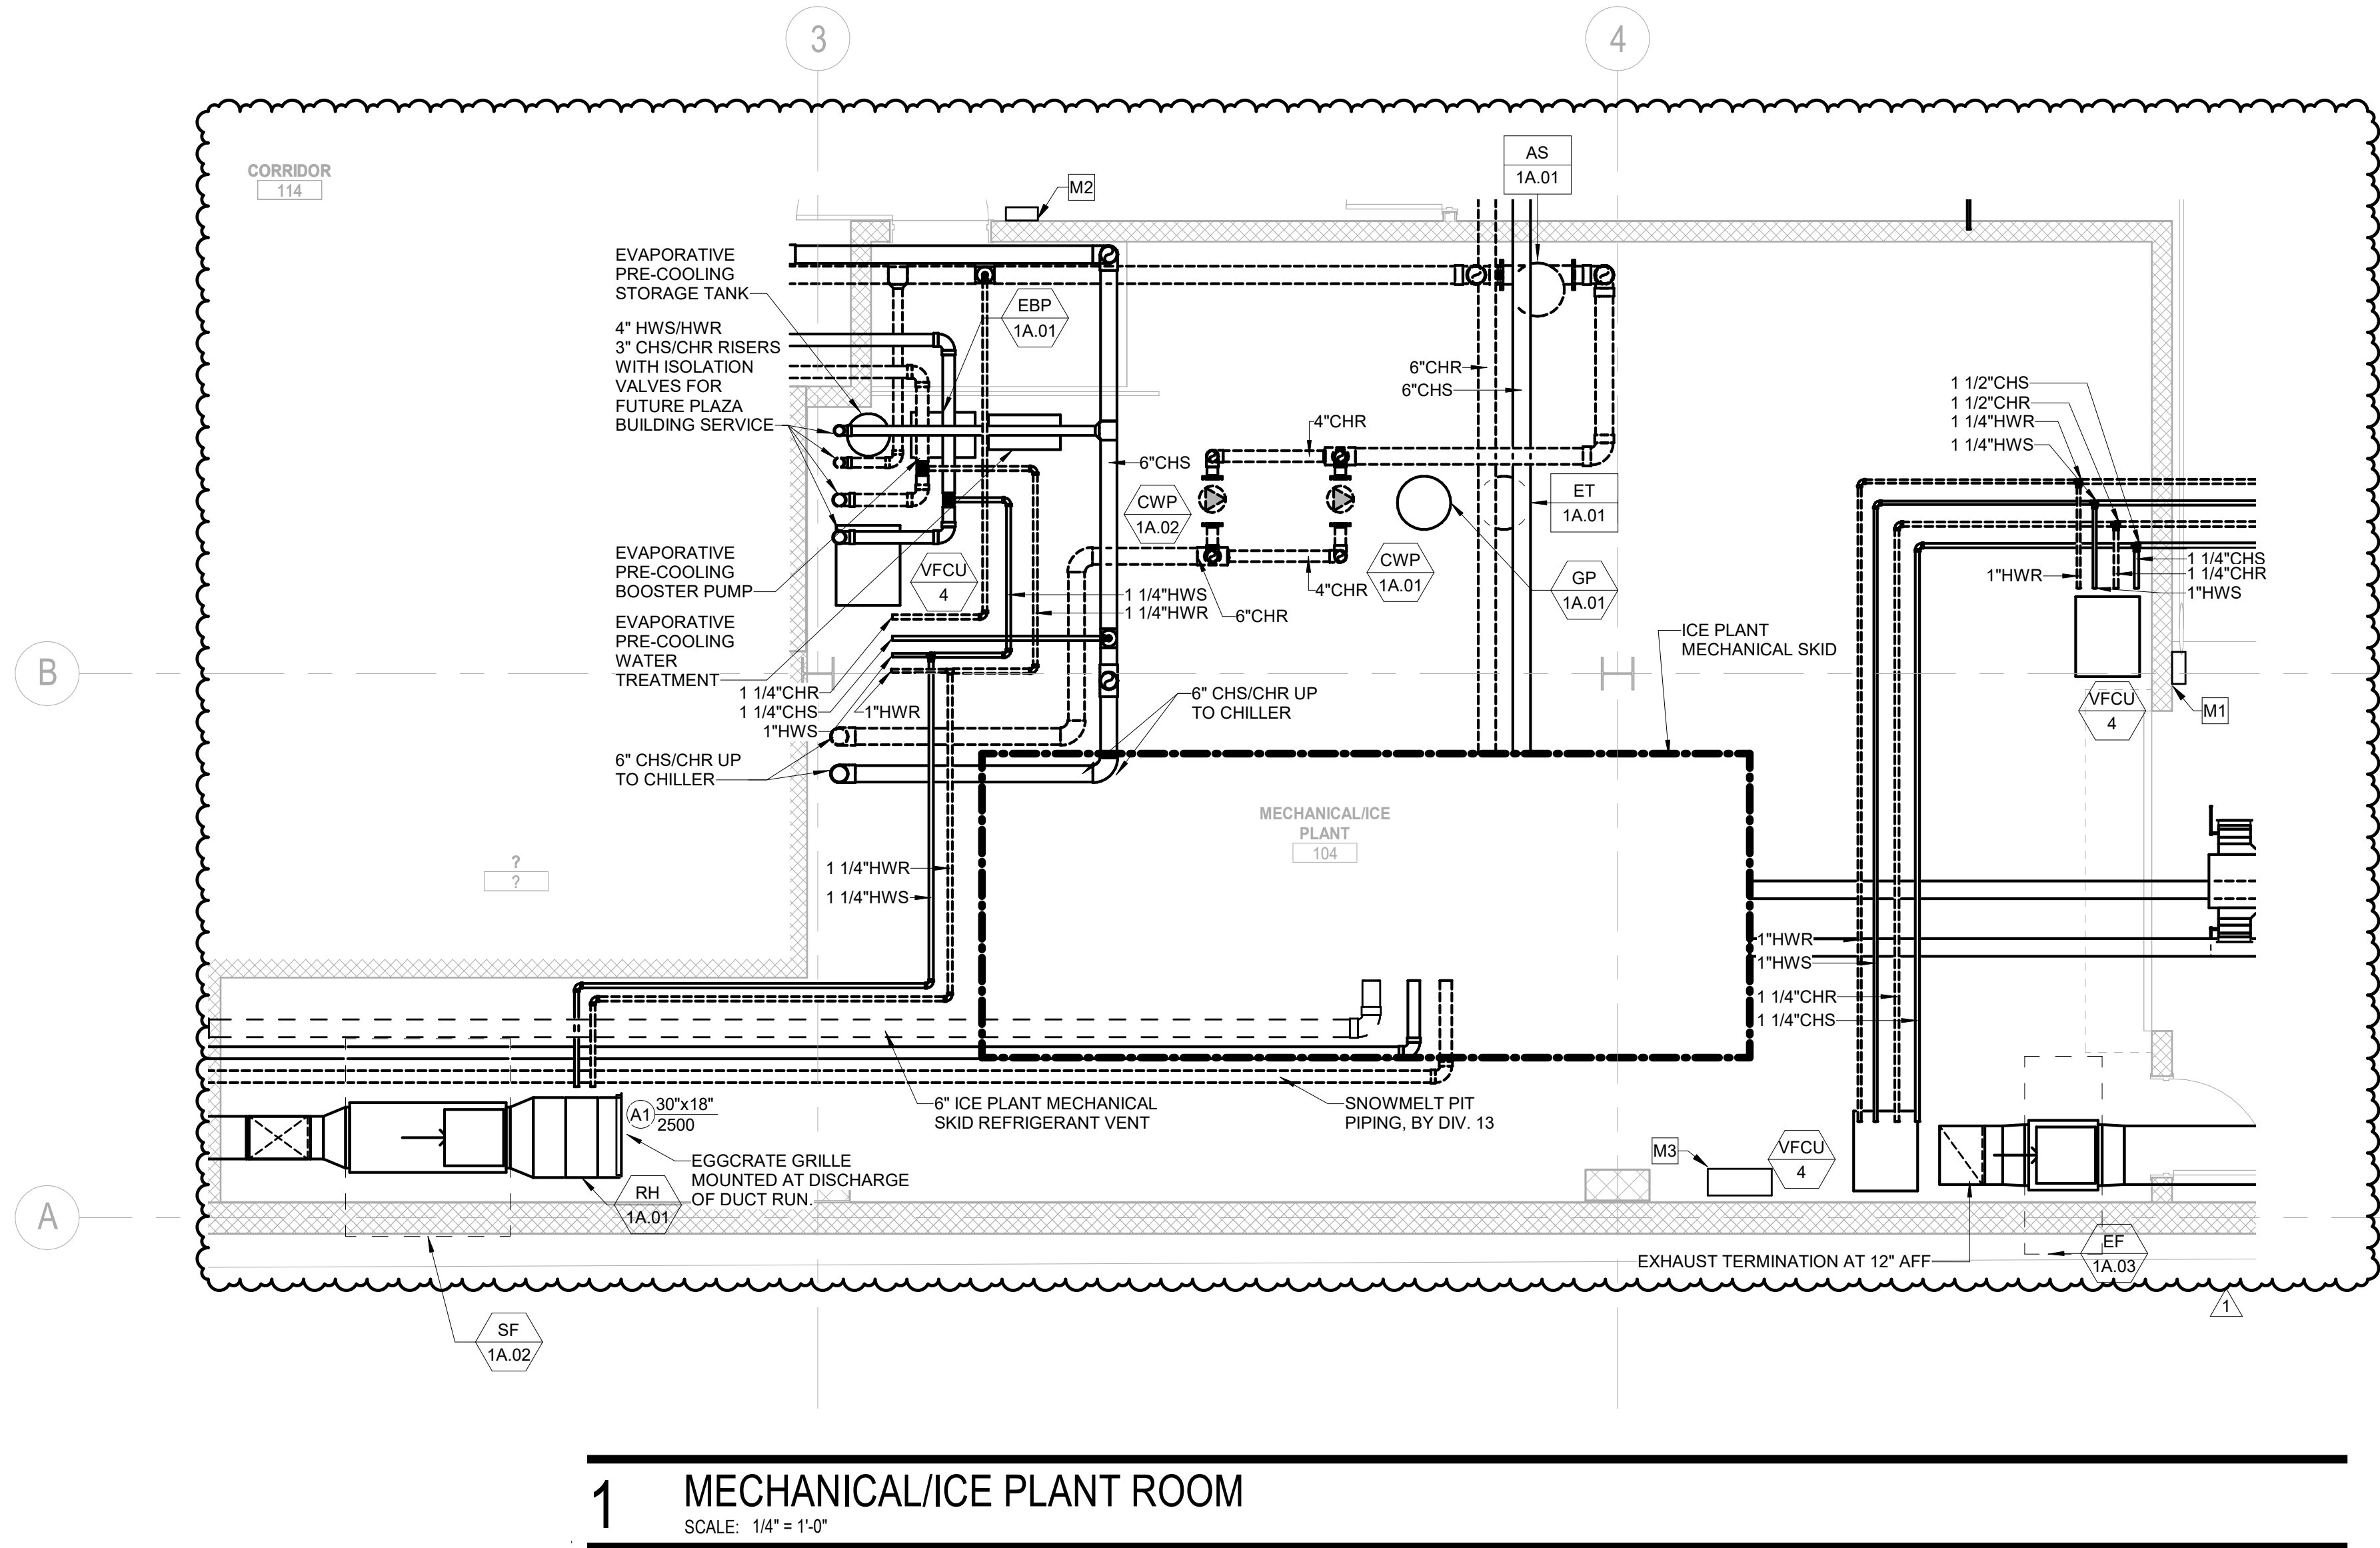 3
4
CORRIDOR
114
M2
AS
1A.01
EVAPORATIVE
PRE-COOLING
STORAGE TANK
4" HWS/HWR
3" CHS/CHR RISERS
WITH ISOLATION
VALVES FOR
FUTURE PLAZA
BUILDING SERVICE
EBP
1A.01
6"CHR
6"CHS
4"CHR
6"CHS
1 1/2"CHS
1 1/2"CHR
1 1/4"HWR
1 1/4"HWS
CWP
1A.02
ET
1A.01
EVAPORATIVE
PRE-COOLING
BOOSTER PUMP
VFCU
4
1 1/4"HWS
1 1/4"HWR
6"CHR
4"CHR
CWP
1A.01
GP
1A.01
1"HWR
1 1/4"CHS
1 1/4"CHR
1"HWS
EVAPORATIVE
PRE-COOLING
WATER
TREATMENT
ICE PLANT
MECHANICAL SKID
B
1 1/4"CHR
1 1/4"CHS
1"HWR
1"HWS
6" CHS/CHR UP
TO CHILLER
VFCU
4
M1
6" CHS/CHR UP
TO CHILLER
MECHANICAL/ICE
PLANT
104
?
?
1 1/4"HWR
1 1/4"HWS
1"HWR
1"HWS
1 1/4"CHR
1 1/4"CHS
A1
30"x18"
2500
6" ICE PLANT MECHANICAL
SKID REFRIGERANT VENT
SNOWMELT PIT
PIPING, BY DIV. 13
EGGCRATE GRILLE
MOUNTED AT DISCHARGE
OF DUCT RUN.
RH
1A.01
M3
VFCU
4
A
EXHAUST TERMINATION AT 12" AFF
EF
1A.03
1
SF
1A.02
1 MECHANICAL/ICE PLANT ROOM
SCALE: 1/4" = 1'-0"